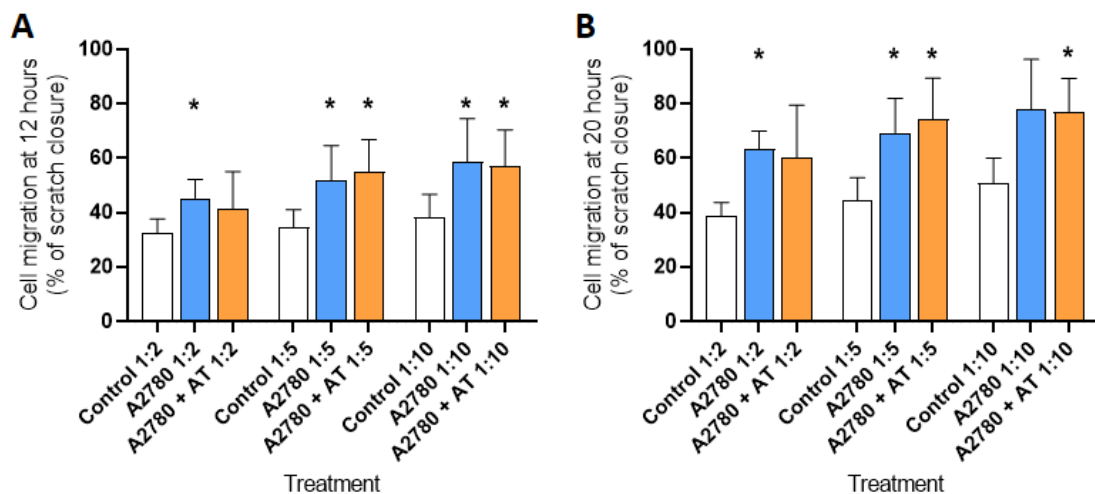 A
Cell migration at 12 hours
(% of scratch closure)
100
80
60
40
20
0
*
* *
* *
Control 1:2
A2780 1:2
A2780 + AT 1:2
Control 1:5
A2780 1:5
A2780 + AT 1:5
Control 1:10
A2780 1:10
A2780 + AT 1:10
Treatment
B
Cell migration at 20 hours
(% of scratch closure)
100
80
60
40
20
0
*
* *
*
Control 1:2
A2780 1:2
A2780 + AT 1:2
Control 1:5
A2780 1:5
A2780 + AT 1:5
Control 1:10
A2780 1:10
A2780 + AT 1:10
Treatment